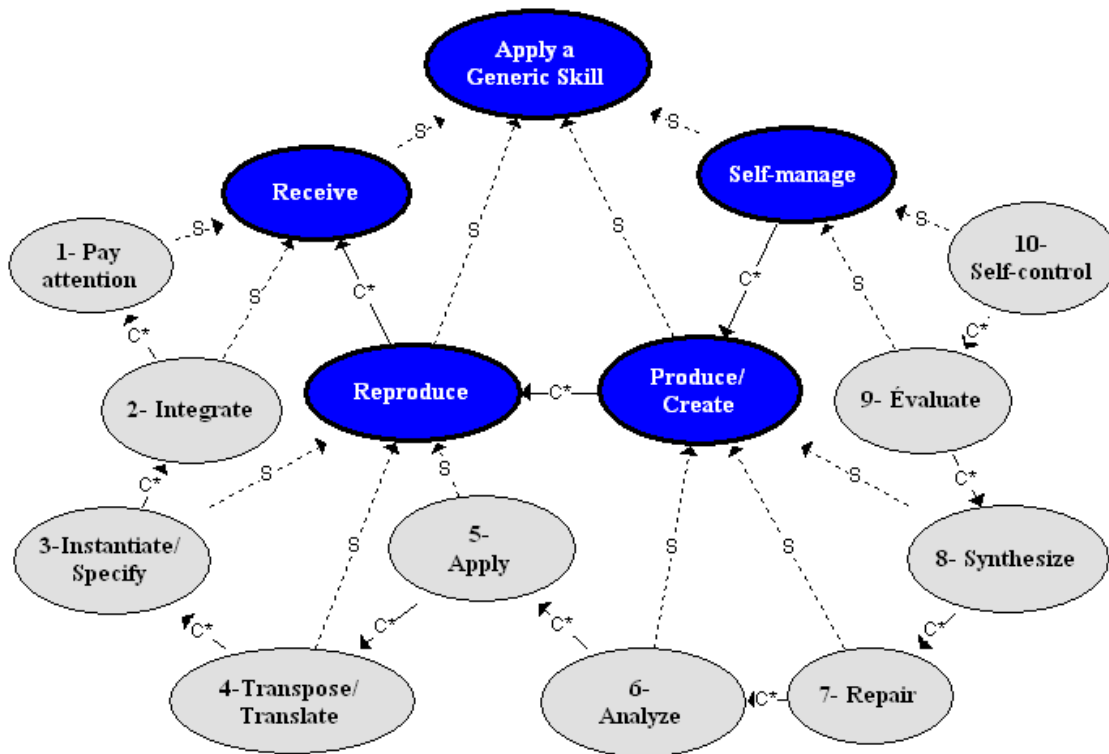 Apply a
Generic Skill
S
S
Receive
Self-manage
S
S
1- Pay
attention
S
S
10-
Self-control
S
C*
C*
S
C*
C*
2- Integrate
Reproduce
C*
Produce/
Create
9- Évaluate
C*
S
S
S
C*
3-Instantiate/
Specify
S
5-
Apply
S
S
8- Synthesize
C*
C*
C*
C*
4-Transpose/
Translate
6-
Analyze
C*
7- Repair